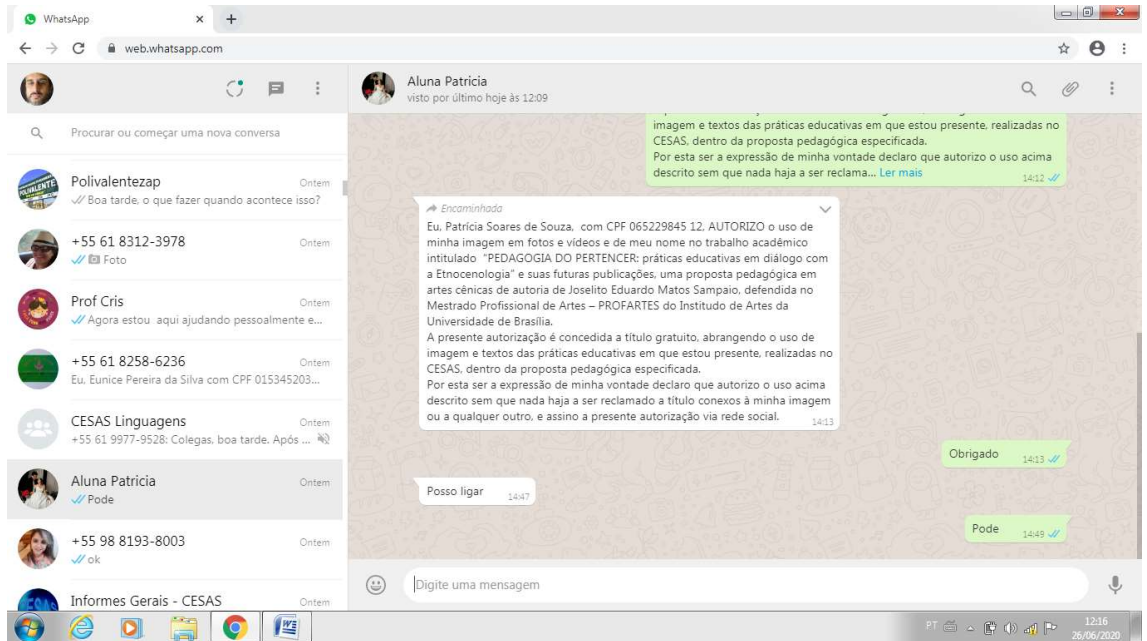 WhatsApp
web.whatsapp.com
Procurar ou começar uma nova conversa
Polivalentezap
Ontem
Boa tarde, o que fazer quando acontece isso?
+55 61 8312-3978
Ontem
Foto
Prof Cris
Ontem
Agora estou aqui ajudando pessoalmente e...
+55 61 8258-6236
Ontem
Eu, Eunice Pereira da Silva com CPF 015345203...
CESAS Linguagens
Ontem
+55 61 9977-9528: Colegas, boa tarde. Após ...
Aluna Patricia
Ontem
Pode
+55 98 8193-8003
Ontem
ok
Informes Gerais - CESAS
Ontem
Aluna Patricia
visto por último hoje às 12:09
imagem e textos das práticas educativas em que estou presente, realizadas no
CESAS, dentro da proposta pedagógica especificada.
Por esta ser a expressão de minha vontade declaro que autorizo o uso acima
descrito sem que nada haja a ser reclama... Ler mais
14:12
Encaminhada
Eu, Patrícia Soares de Souza, com CPF 065229845 12, AUTORIZO o uso de
minha imagem em fotos e vídeos e de meu nome no trabalho acadêmico
intitulado "PEDAGOGIA DO PERTENCER: práticas educativas em diálogo com
a Etnocenologia" e suas futuras publicações, uma proposta pedagógica em
artes cênicas de autoria de Joselito Eduardo Matos Sampaio, defendida no
Mestrado Profissional de Artes – PROFARTES do Institudo de Artes da
Universidade de Brasília.
A presente autorização é concedida a título gratuito, abrangendo o uso de
imagem e textos das práticas educativas em que estou presente, realizadas no
CESAS, dentro da proposta pedagógica especificada.
Por esta ser a expressão de minha vontade declaro que autorizo o uso acima
descrito sem que nada haja a ser reclamado a título conexos à minha imagem
ou a qualquer outro, e assino a presente autorização via rede social.
14:13
Obrigado
14:13
Posso ligar
14:47
Pode
14:49
Digite uma mensagem
PT
12:16
26/06/2020